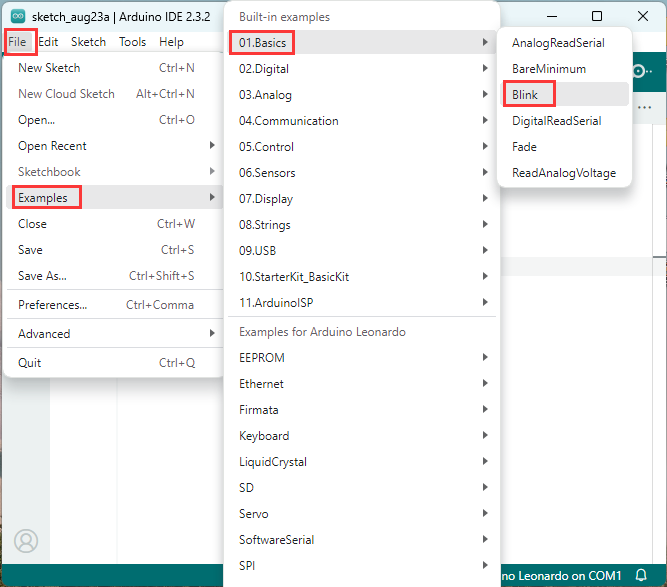 sketch_aug23a | Arduino IDE 2.3.2
File Edit Sketch Tools Help
New Sketch Ctrl+N
New Cloud Sketch Alt+Ctrl+N
Open... Ctrl+O
Open Recent
Sketchbook
Examples
Close Ctrl+W
Save Ctrl+S
Save As... Ctrl+Shift+S
Preferences... Ctrl+Comma
Advanced
Quit Ctrl+Q
Built-in examples
01.Basics
02.Digital
03.Analog
04.Communication
05.Control
06.Sensors
07.Display
08.Strings
09.USB
10.StarterKit_BasicKit
11.ArduinoISP
Examples for Arduino Leonardo
EEPROM
Ethernet
Firmata
Keyboard
LiquidCrystal
SD
Servo
SoftwareSerial
SPI
AnalogReadSerial
BareMinimum
Blink
DigitalReadSerial
Fade
ReadAnalogVoltage
no Leonardo on COM1